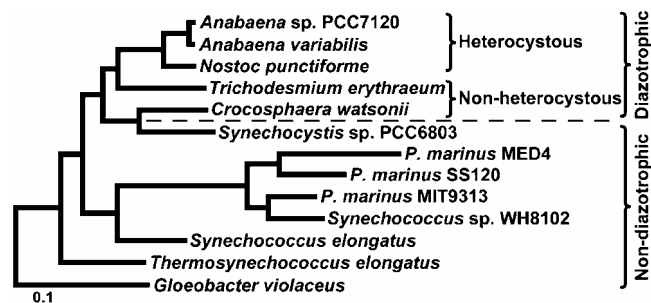 Anabaena sp. PCC7120
Anabaena variabilis
Nostoc punctiforme
Heterocystous
Trichodesmium erythraeum
Crocosphaera watsonii
Non-heterocystous
Diazotrophic
Synechocystis sp. PCC6803
P. marinus MED4
P. marinus SS120
P. marinus MIT9313
Synechococcus sp. WH8102
Synechococcus elongatus
Thermosynechococcus elongatus
Gloeobacter violaceus
Non-diazotrophic
0.1